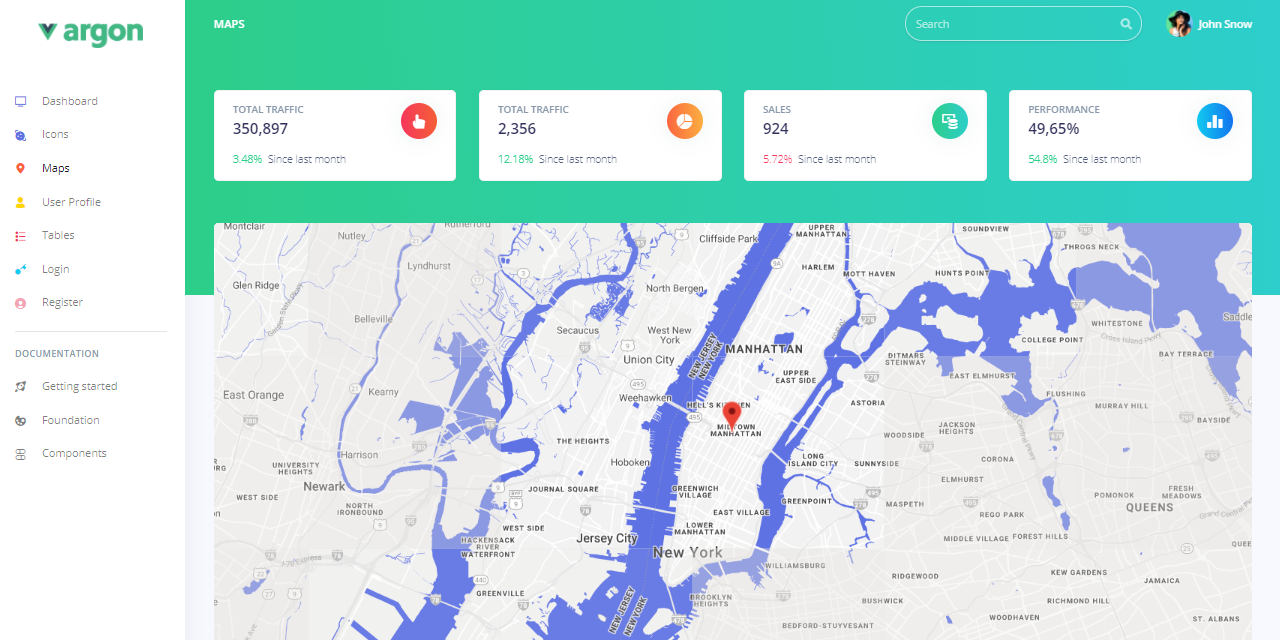 argon
MAPS
Search
John Snow
Dashboard
Icons
Maps
User Profile
Tables
Login
Register
DOCUMENTATION
Getting started
Foundation
Components
TOTAL TRAFFIC
350,897
3.48% Since last month
TOTAL TRAFFIC
2,356
12.18% Since last month
SALES
924
5.72% Since last month
PERFORMANCE
49,65%
54.8% Since last month
Montclair
Nutley
Rutherford
Cliffside Park
UPPER
MANHATTAN
SOUNDVIEW
THROGS NECK
Lyndhurst
HARLEM
MOTT HAVEN
HUNTS POINT
Glen Ridge
North Bergen
Belleville
Secaucus
West New
York
Saddle
WHITESTONE
COLLEGE POINT
Cross Island Pkwy
BAY TERRACE
Union City
NEW JERSEY
NEW YORK
MANHATTAN
DITMARS
STEINWAY
UPPER
EAST SIDE
EAST ELMHURST
East Orange
Kearny
Weehawken
HELL'S KITCHEN
ASTORIA
FLUSHING
MURRAY HILL
BAYSIDE
MIDTOWN
MANHATTAN
JACKSON
HEIGHTS
WOODSIDE
THE HEIGHTS
Harrison
Hoboken
LONG
ISLAND CITY
SUNNYSIDE
CORONA
UNIVERSITY
HEIGHTS
Newark
WEST SIDE
JOURNAL SQUARE
GREENWICH
VILLAGE
GREENPOINT
ELMHURST
FRESH
MEADOWS
POMONOK
QUEENS
NORTH
IRONBOUND
MASPETH
REGO PARK
EAST VILLAGE
WEST SIDE
LOWER
MANHATTAN
HACKENSACK
RIVER
WATERFRONT
Jersey City
New York
MIDDLE VILLAGE
FOREST HILLS
QUEE
WILLIAMSBURG
RIDGEWOOD
KEW GARDENS
JAMAICA
GREENVILLE
BROOKLYN
HEIGHTS
BUSHWICK
RICHMOND HILL
NEW JERSEY
NEW YORK
BEDFORD-STUYVESANT
WOODHAVEN
ST. ALBANS